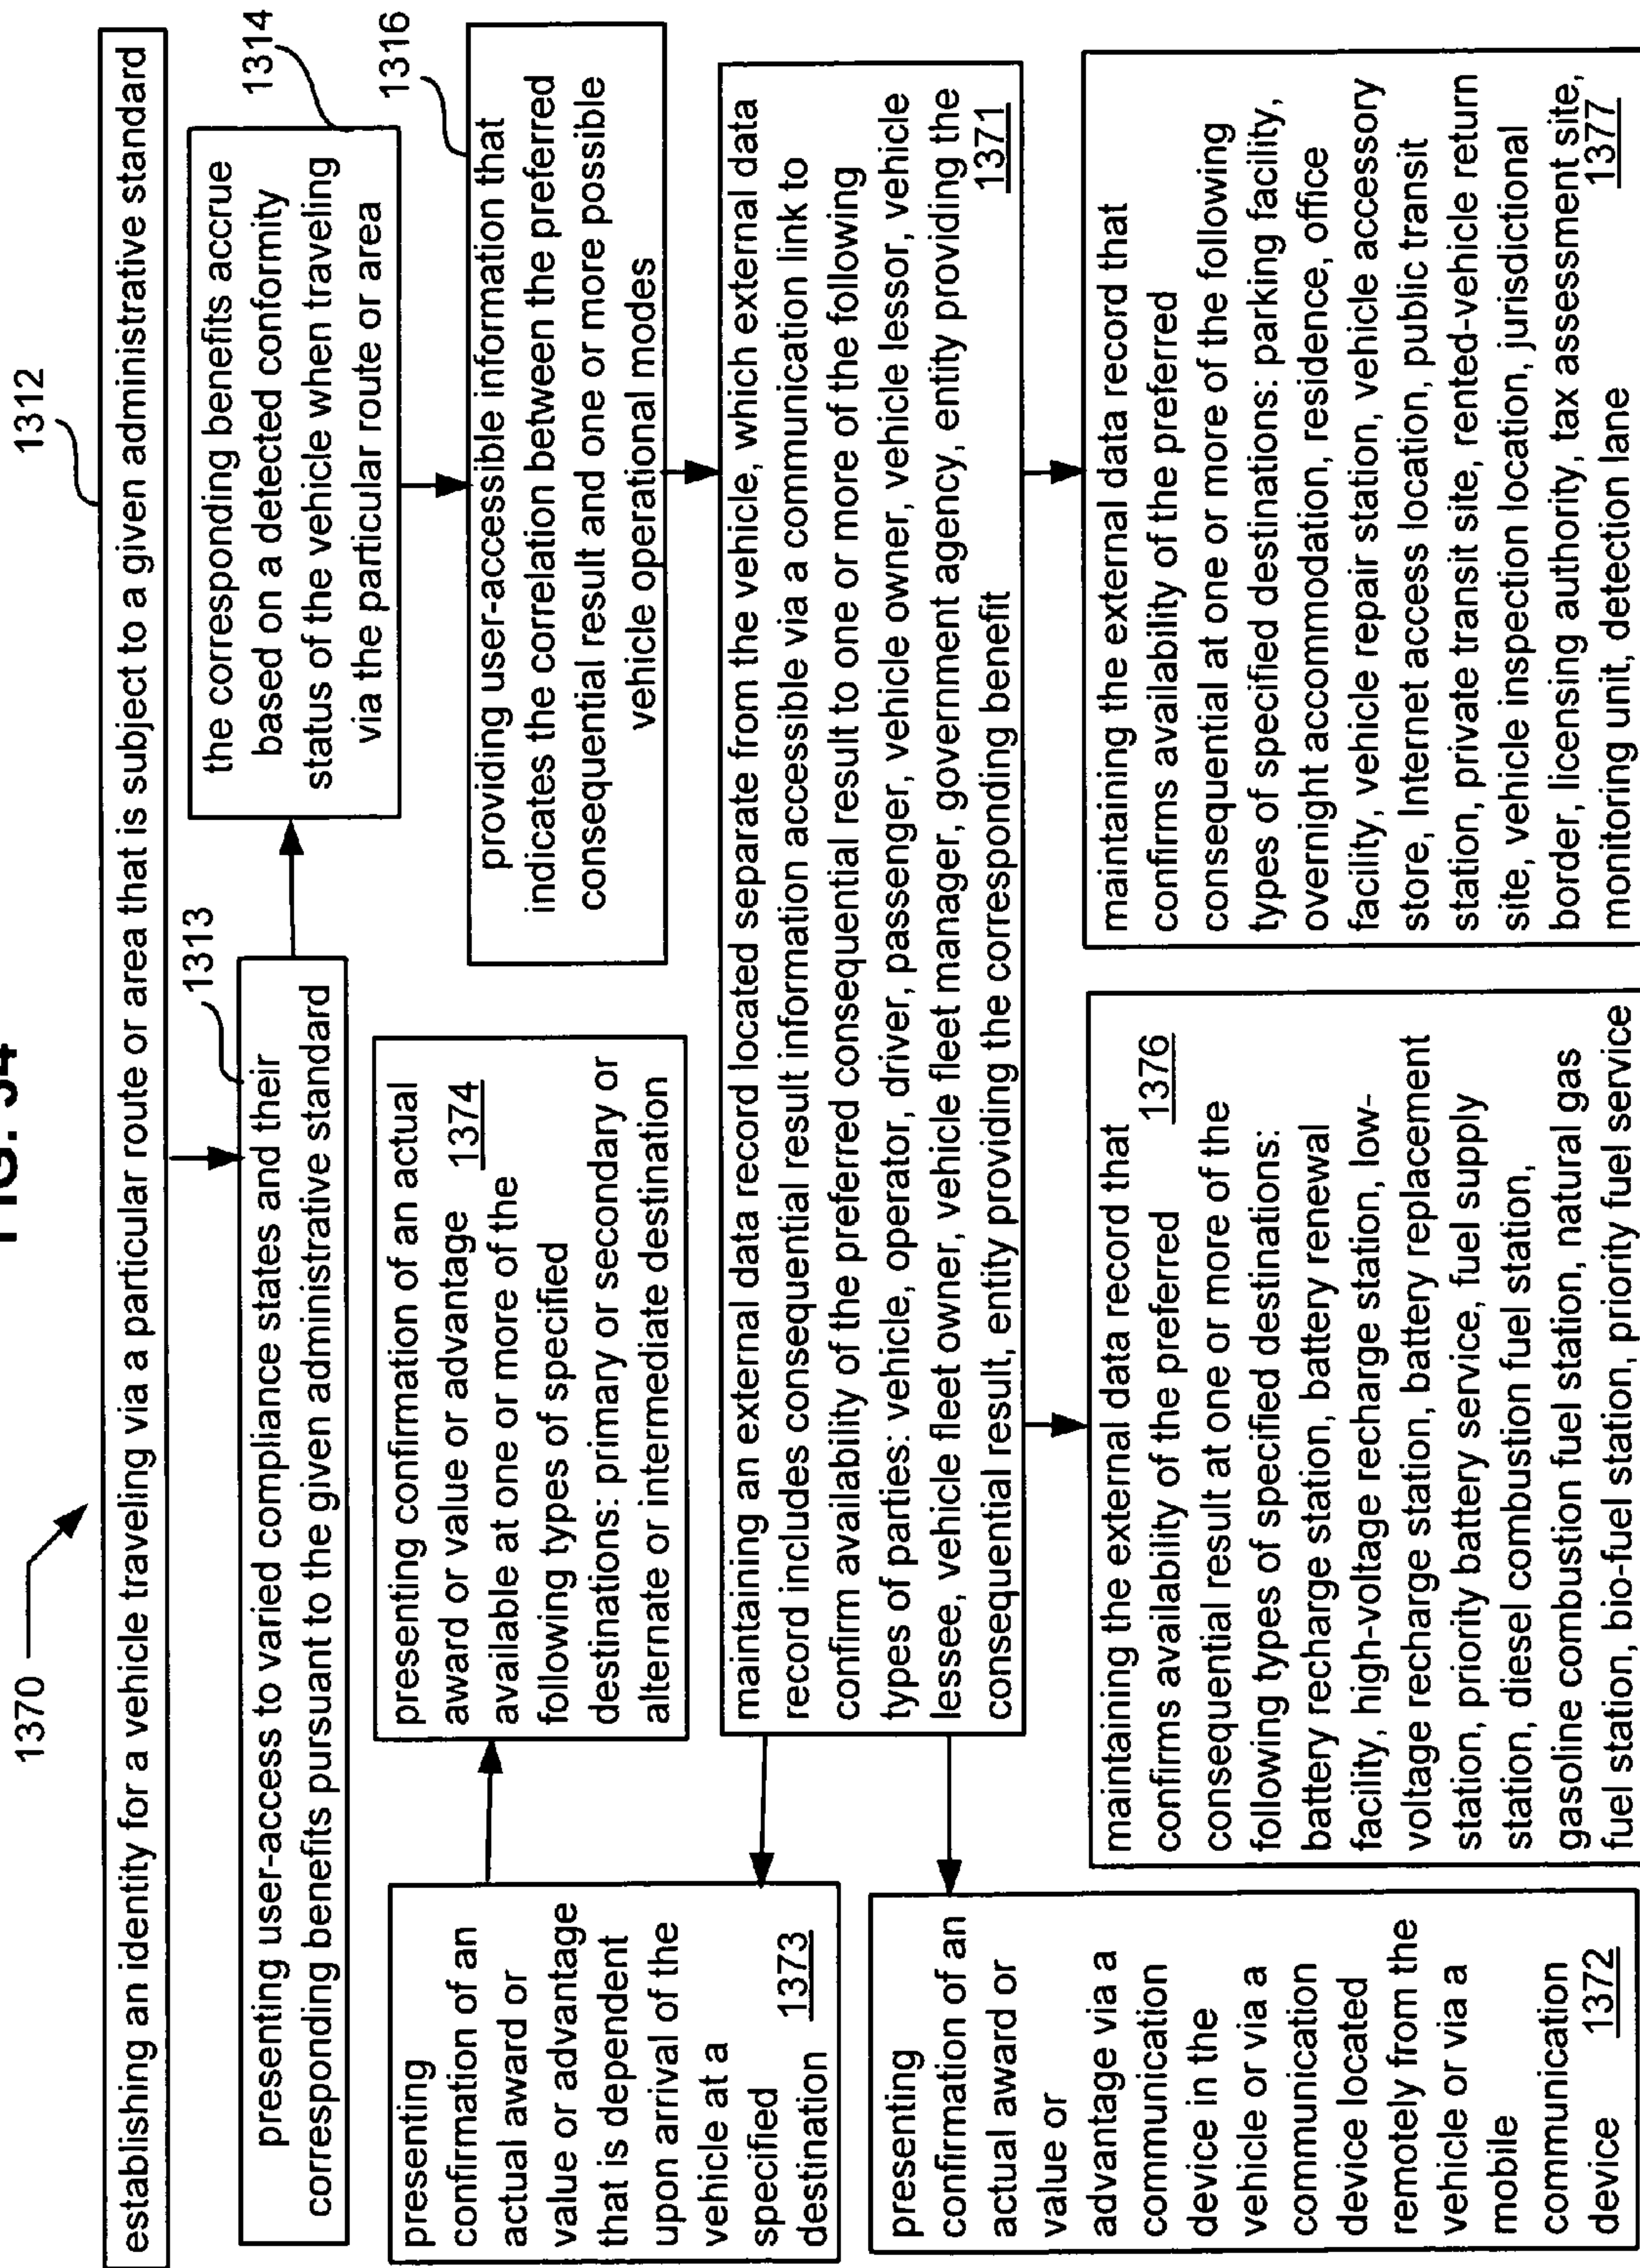 FIG. 34
1370
1312
establishing an identity for a vehicle traveling via a particular route or area that is subject to a given administrative standard
1313
presenting user-access to varied compliance states and their
corresponding benefits pursuant to the given administrative standard
1314
the corresponding benefits accrue
based on a detected conformity
status of the vehicle when traveling
via the particular route or area
1316
providing user-accessible information that
indicates the correlation between the preferred
consequential result and one or more possible
vehicle operational modes
presenting confirmation of an actual
award or value or advantage 1374
available at one or more of the
following types of specified
destinations: primary or secondary or
alternate or intermediate destination
maintaining an external data record located separate from the vehicle, which external data
record includes consequential result information accessible via a communication link to
confirm availability of the preferred consequential result to one or more of the following
types of parties: vehicle, operator, driver, passenger, vehicle owner, vehicle lessor, vehicle
lessee, vehicle fleet owner, vehicle fleet manager, government agency, entity providing the
consequential result, entity providing the corresponding benefit 1371
presenting
confirmation of an
actual award or
value or advantage
that is dependent
upon arrival of the
vehicle at a
specified
destination 1373
presenting
confirmation of an
actual award or
value or
advantage via a
communication
device in the
vehicle or via a
communication
device located
remotely from the
vehicle or via a
mobile
communication
device 1372
maintaining the external data record that
confirms availability of the preferred 1376
consequential result at one or more of the
following types of specified destinations:
battery recharge station, battery renewal
facility, high-voltage recharge station, low-
voltage recharge station, battery replacement
station, priority battery service, fuel supply
station, diesel combustion fuel station,
gasoline combustion fuel station, natural gas
fuel station, bio-fuel station, priority fuel service
maintaining the external data record that
confirms availability of the preferred
consequential at one or more of the following
types of specified destinations: parking facility,
overnight accommodation, residence, office
facility, vehicle repair station, vehicle accessory
store, Internet access location, public transit
station, private transit site, rented-vehicle return
site, vehicle inspection location, jurisdictional
border, licensing authority, tax assessment site,
monitoring unit, detection lane 1377